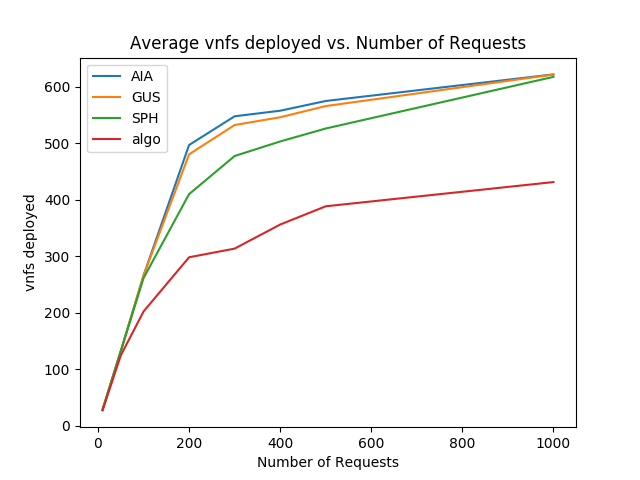 Average vnfs deployed vs. Number of Requests
AIA
GUS
SPH
algo
vnfs deployed
600
500
400
300
200
100
0
0 200 400 600 800 1000
Number of Requests